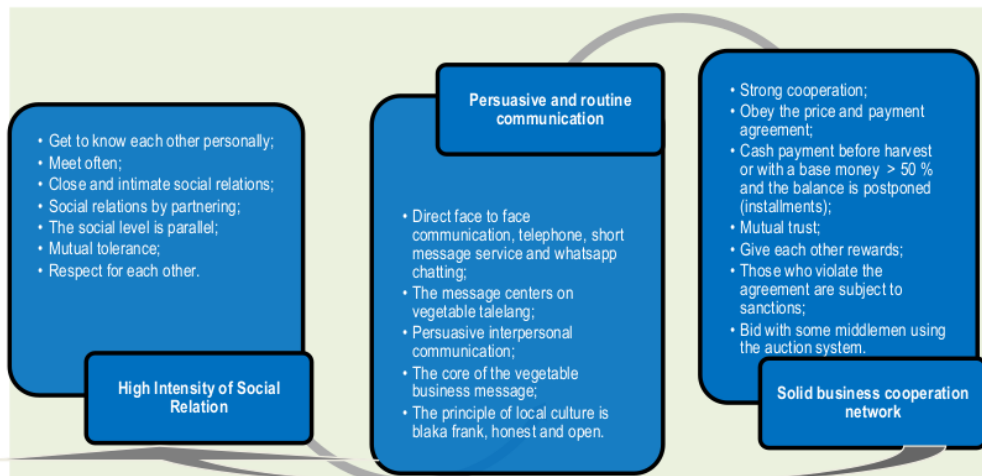 • Get to know each other personally;
• Meet often;
• Close and intimate social relations;
• Social relations by partnering;
• The social level is parallel;
• Mutual tolerance;
• Respect for each other.
High Intensity of Social
Relation
Persuasive and routine
communication
• Direct face to face
communication, telephone, short
message service and whatsapp
chatting;
• The message centers on
vegetable talelang;
• Persuasive interpersonal
communication;
• The core of the vegetable
business message;
• The principle of local culture is
blaka frank, honest and open.
• Strong cooperation;
• Obey the price and payment
agreement;
• Cash payment before harvest
or with a base money > 50 %
and the balance is postponed
(installments);
• Mutual trust;
• Give each other rewards;
• Those who violate the
agreement are subject to
sanctions;
• Bid with some middlemen using
the auction system.
Solid business cooperation
network